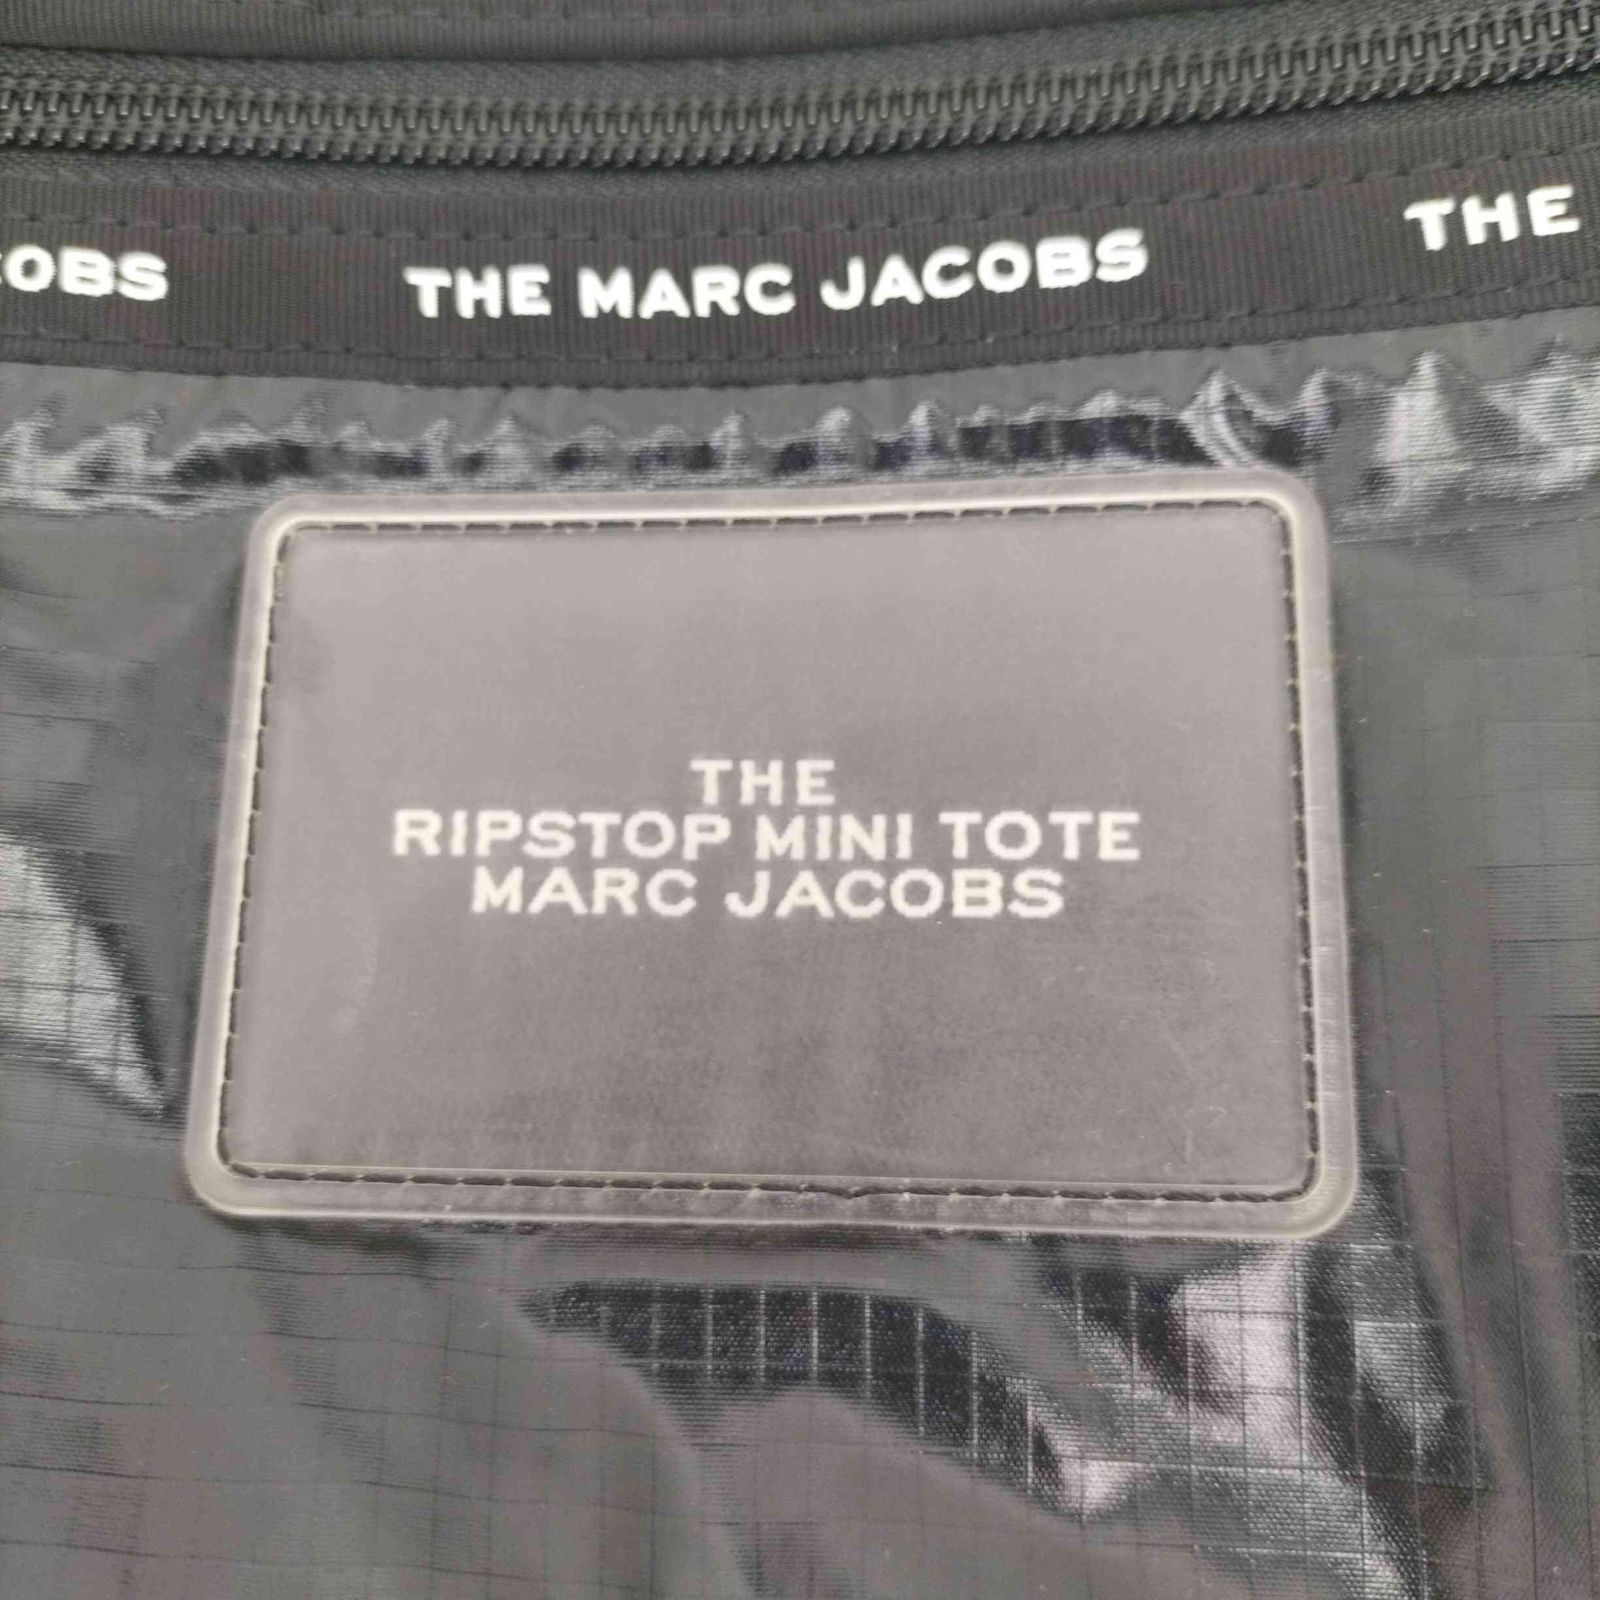 OBS THE MARC JACOBS THE
THE
RIPSTOP MINI TOTE
MARC JACOBS